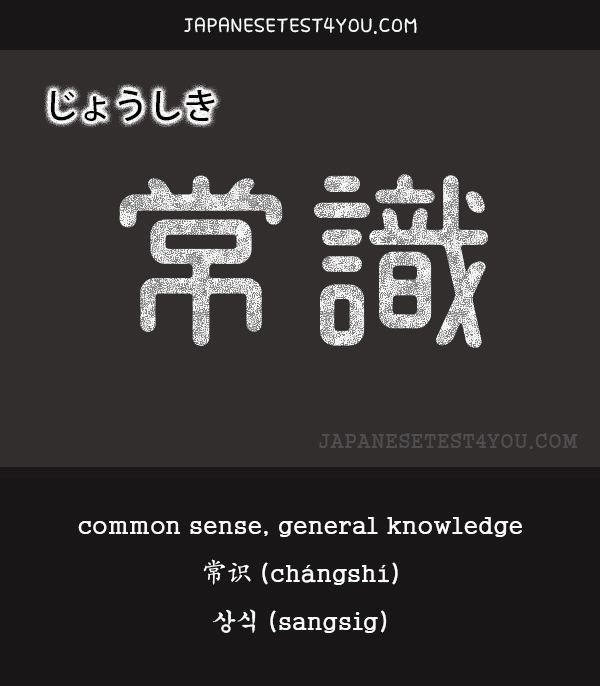 JAPANESETEST4YOU.COM
じょうしき
常識
JAPANESETEST4YOU.COM
common sense, general knowledge
常识 (chángshí)
상식 (sangsig)